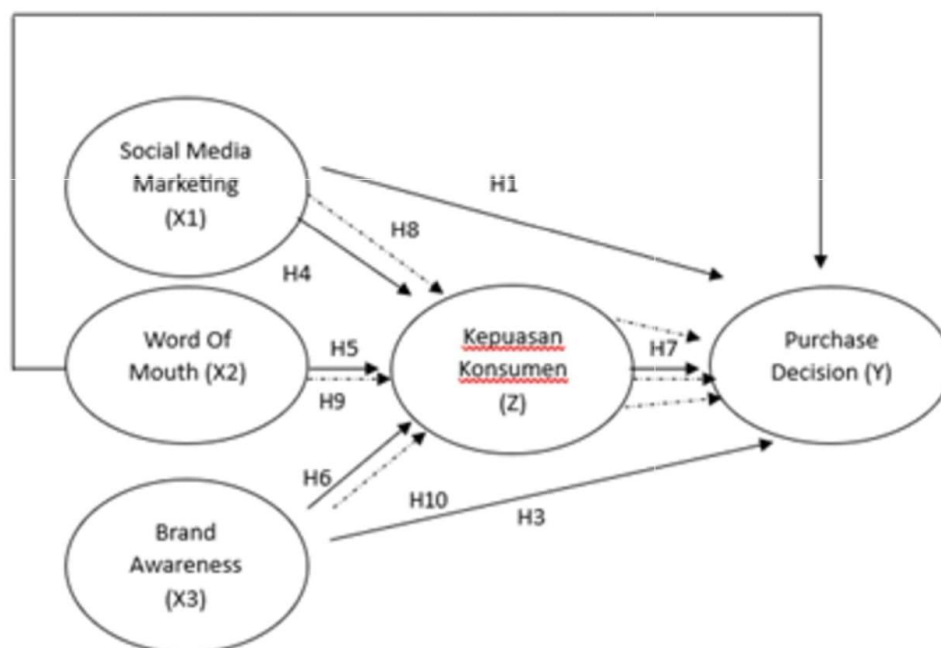 Social Media
Marketing
(X1)
H1
H8
H4
Word Of
Mouth (X2)
H5
H9
Kepuasan
Konsumen
(Z)
H7
Purchase
Decision (Y)
H6
H10
H3
Brand
Awareness
(X3)